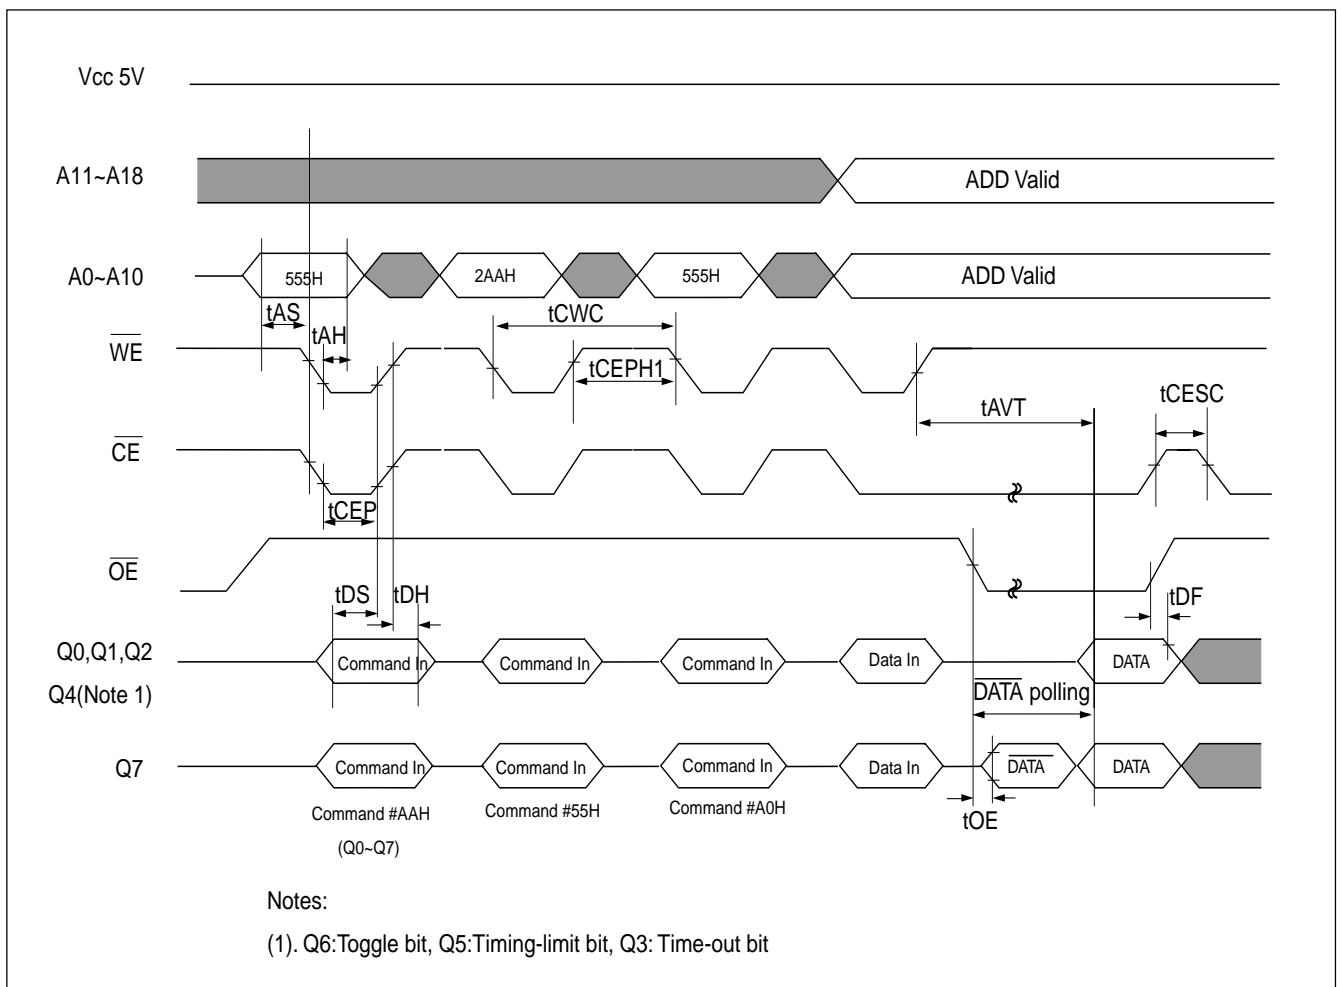 Vcc 5V
A11~A18
ADD Valid
A0~A10
555H
2AAH
555H
ADD Valid
tAS
tAH
tCWC
WE
tCEPH1
tAVT
tCESC
CE
tCEP
OE
tDS
tDH
tDF
Q0,Q1,Q2
Command In
Command In
Command In
Data In
DATA
Q4(Note 1)
DATA polling
Q7
Command In
Command In
Command In
Data In
DATA
DATA
Command #AAH
Command #55H
Command #A0H
tOE
(Q0~Q7)
Notes:
(1). Q6:Toggle bit, Q5:Timing-limit bit, Q3: Time-out bit